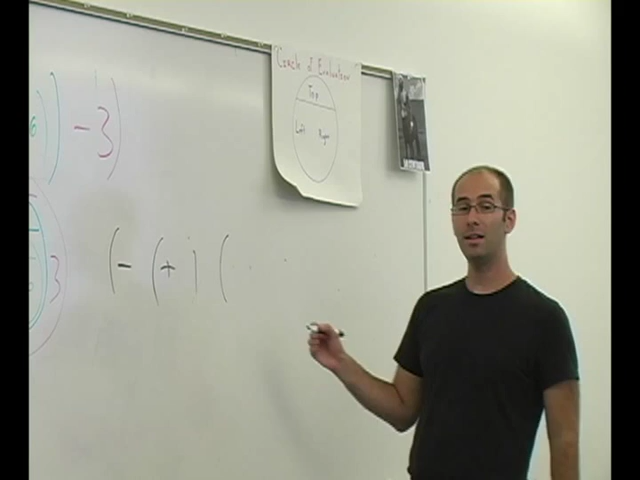 Circle of Evaluation
Top
Left Right
6) - 3)
3
(- (+ 1 (